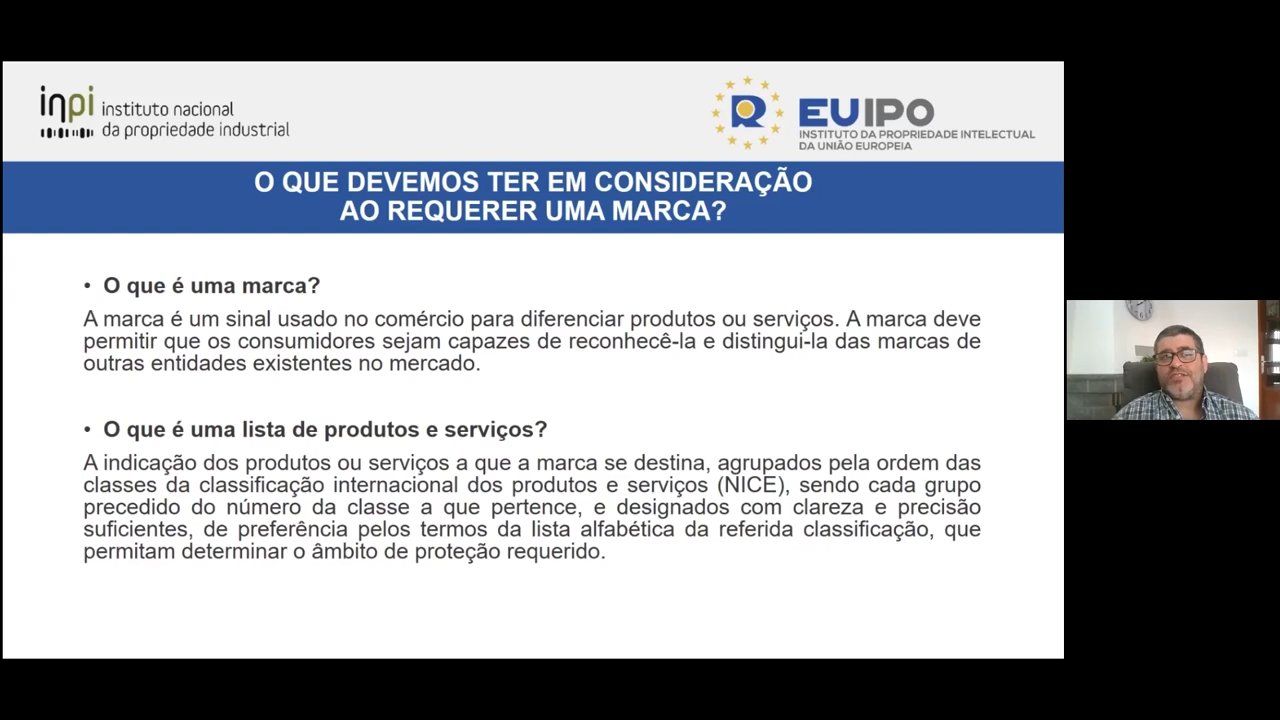 inpi instituto nacional
da propriedade industrial
EUIPO
INSTITUTO DA PROPRIEDADE INTELECTUAL
DA UNIÃO EUROPEIA
O QUE DEVEMOS TER EM CONSIDERAÇÃO
AO REQUERER UMA MARCA?
• O que é uma marca?
A marca é um sinal usado no comércio para diferenciar produtos ou serviços. A marca deve
permitir que os consumidores sejam capazes de reconhecê-la e distingui-la das marcas de
outras entidades existentes no mercado.
• O que é uma lista de produtos e serviços?
A indicação dos produtos ou serviços a que a marca se destina, agrupados pela ordem das
classes da classificação internacional dos produtos e serviços (NICE), sendo cada grupo
precedido do número da classe a que pertence, e designados com clareza e precisão
suficientes, de preferência pelos termos da lista alfabética da referida classificação, que
permitam determinar o âmbito de proteção requerido.